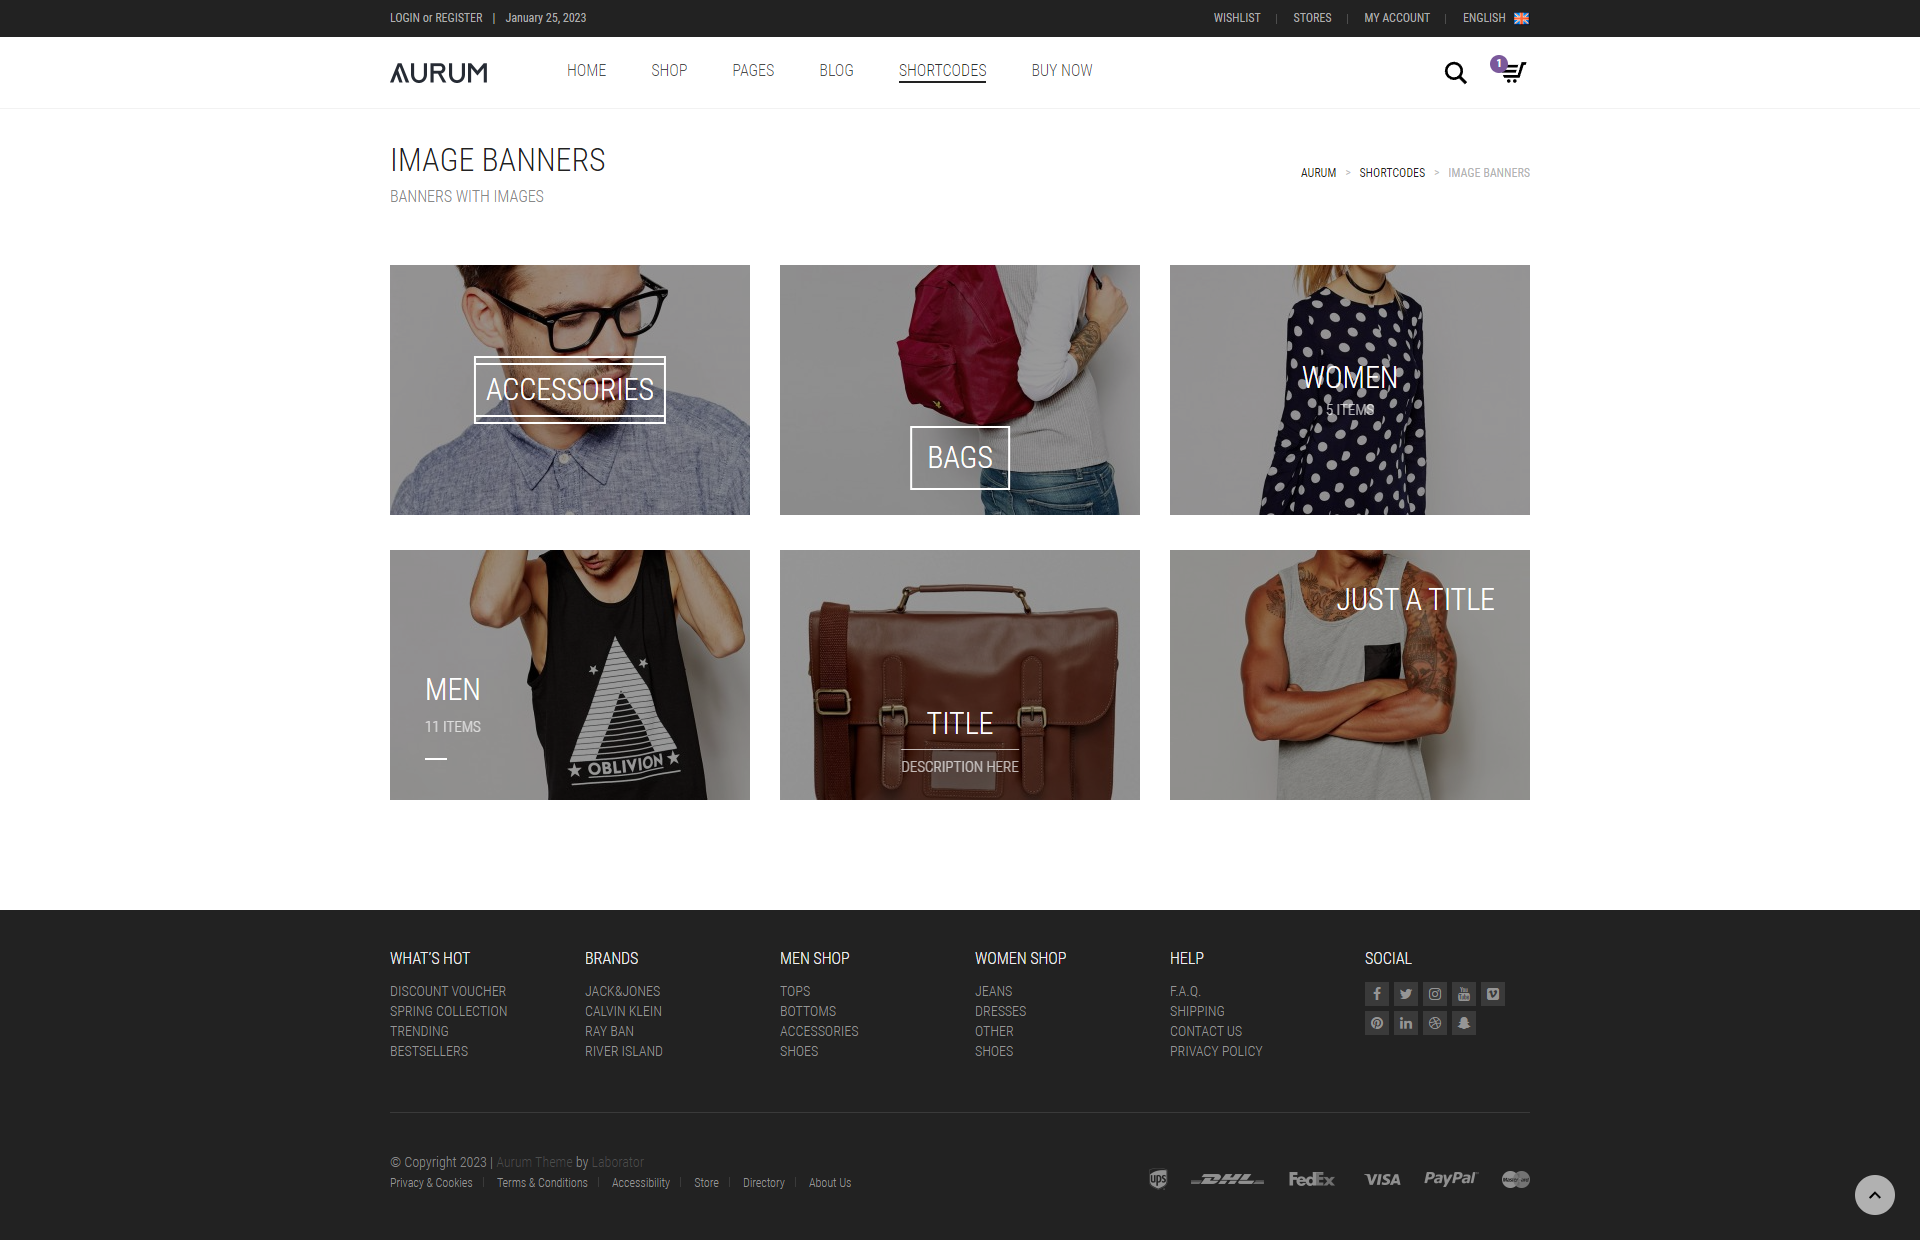 LOGIN or REGISTER | January 25, 2023
WISHLIST | STORES | MY ACCOUNT | ENGLISH
AURUM
HOME SHOP PAGES BLOG SHORTCODES BUY NOW
1
IMAGE BANNERS
BANNERS WITH IMAGES
AURUM > SHORTCODES > IMAGE BANNERS
ACCESSORIES
BAGS
WOMEN
5 ITEMS
MEN
11 ITEMS
OBLIVION
TITLE
DESCRIPTION HERE
JUST A TITLE
WHAT'S HOT
DISCOUNT VOUCHER
SPRING COLLECTION
TRENDING
BESTSELLERS
BRANDS
JACK&JONES
CALVIN KLEIN
RAY BAN
RIVER ISLAND
MEN SHOP
TOPS
BOTTOMS
ACCESSORIES
SHOES
WOMEN SHOP
JEANS
DRESSES
OTHER
SHOES
HELP
F.A.Q.
SHIPPING
CONTACT US
PRIVACY POLICY
SOCIAL
You Tube
© Copyright 2023 | Aurum Theme by Laborator
Privacy & Cookies | Terms & Conditions | Accessibility | Store | Directory | About Us
ups DHL FedEx VISA PayPal MasterCard